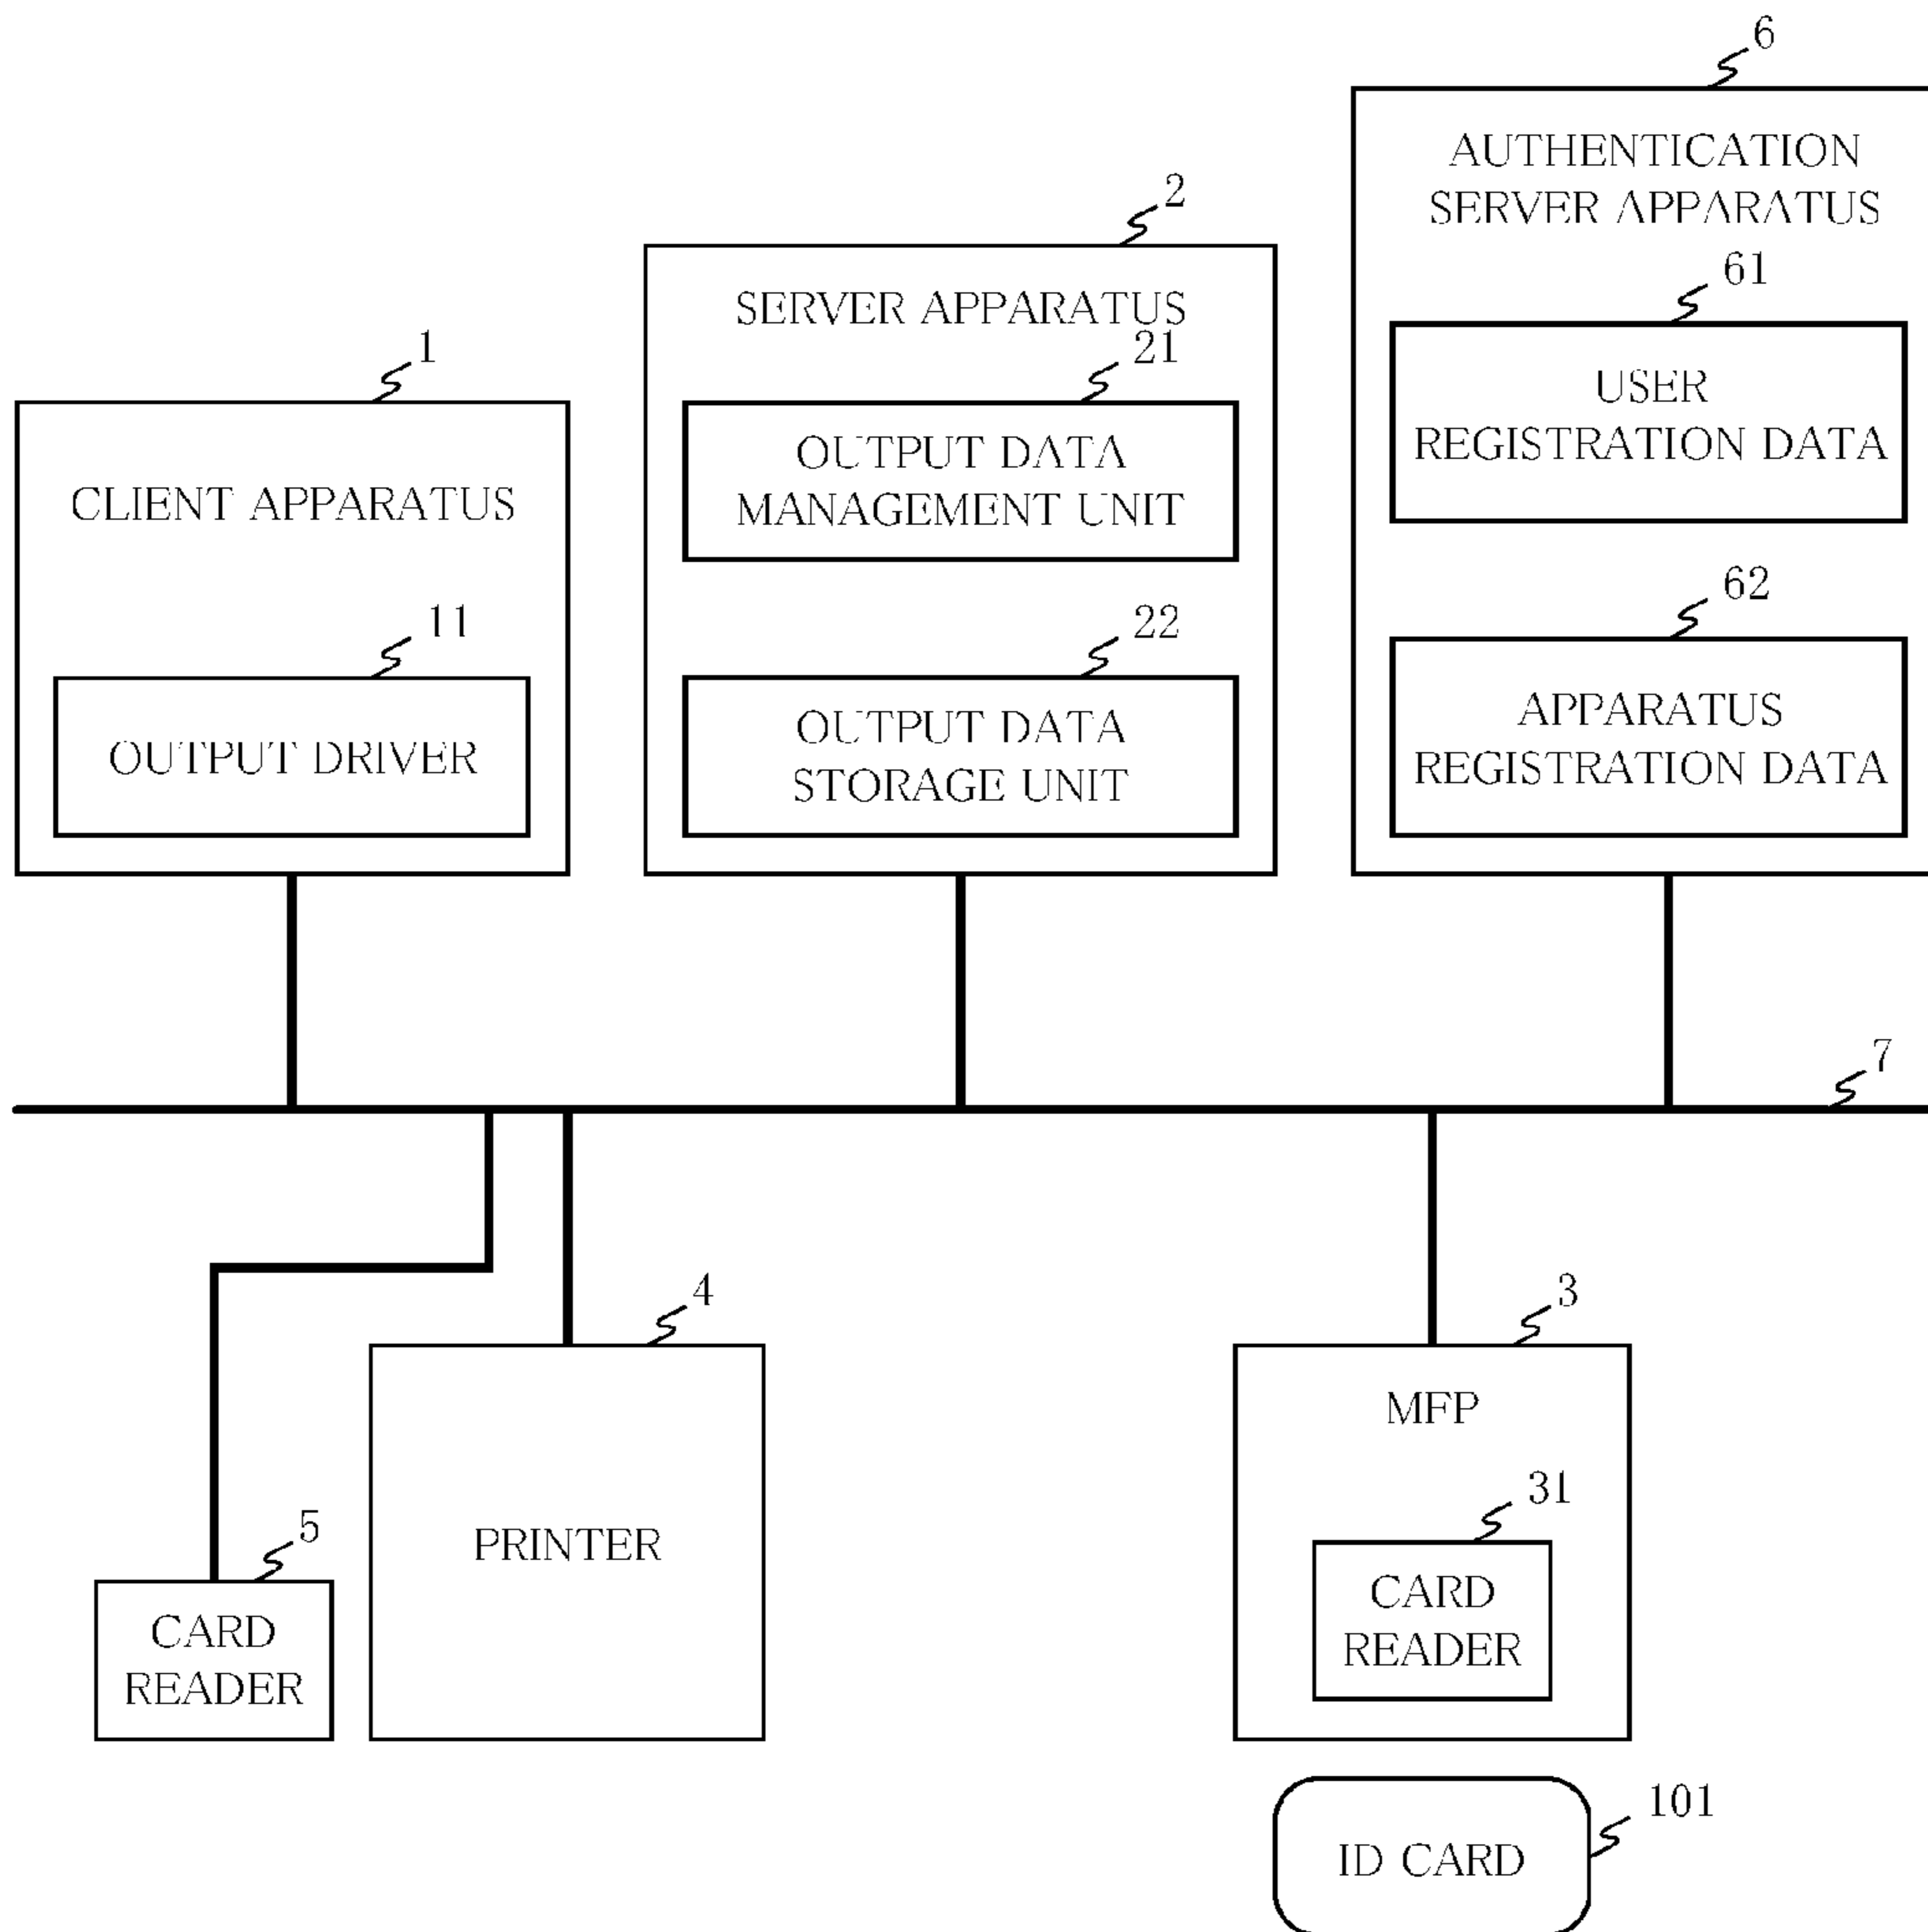 6
AUTHENTICATION
SERVER APPARATUS
2
61
SERVER APPARATUS
USER
REGISTRATION DATA
1
21
CLIENT APPARATUS
OUTPUT DATA
MANAGEMENT UNIT
62
11
22
OUTPUT DRIVER
OUTPUT DATA
STORAGE UNIT
APPARATUS
REGISTRATION DATA
7
4
3
MFP
31
5
PRINTER
CARD
READER
CARD
READER
101
ID CARD